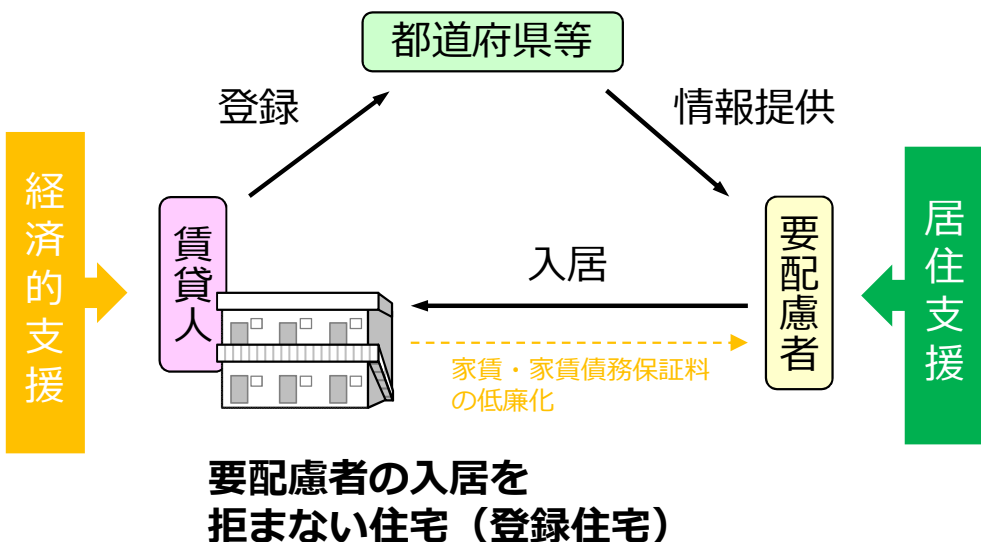 都道府県等
登録
情報提供
経済的支援
賃貸人
入居
要配慮者
居住支援
家賃・家賃債務保証料
の低廉化
要配慮者の入居を
拒まない住宅（登録住宅）